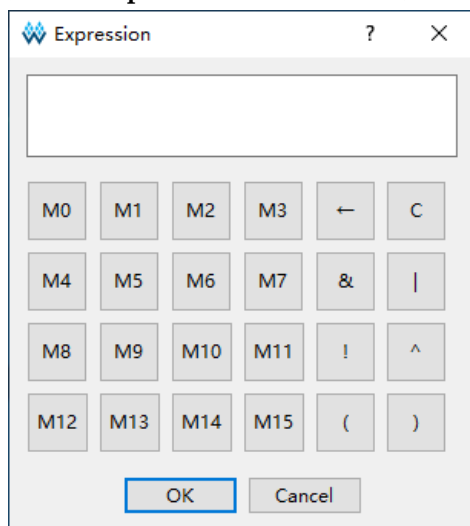 Expression ? ×
M0 M1 M2 M3 ← C
M4 M5 M6 M7 & |
M8 M9 M10 M11 ! ^
M12 M13 M14 M15 ( )
OK Cancel